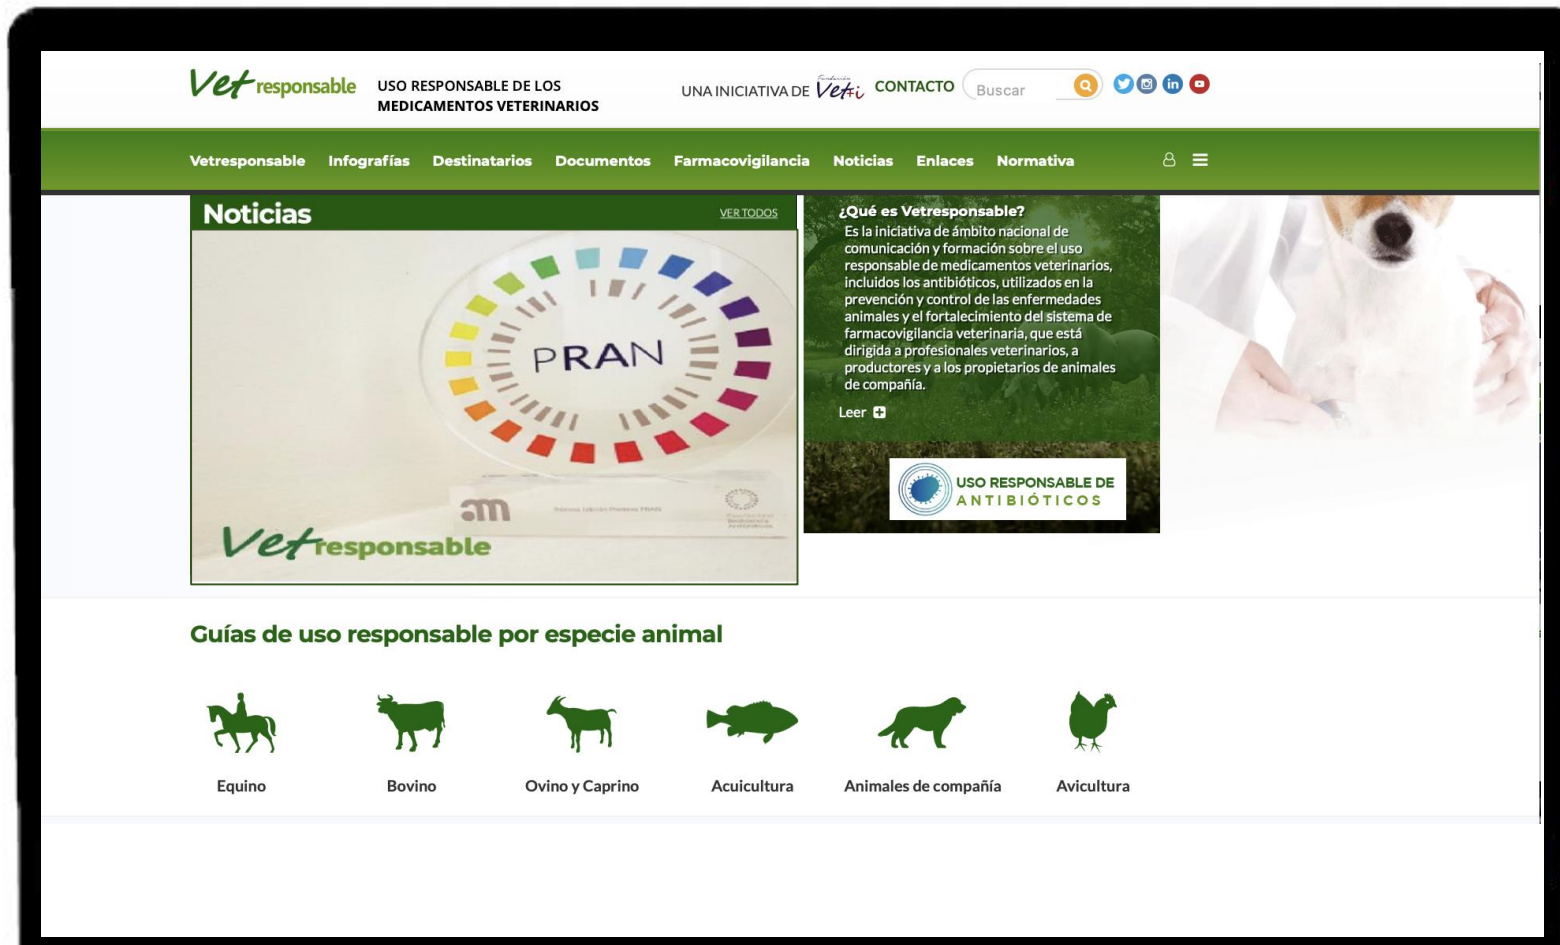 Vet responsable
USO RESPONSABLE DE LOS
MEDICAMENTOS VETERINARIOS
UNA INICIATIVA DE Fundación Vet+i
CONTACTO
Buscar
Vetresponsable Infografías Destinatarios Documentos Farmacovigilancia Noticias Enlaces Normativa
Noticias
VER TODOS
PRAN
am
Vet responsable
¿Qué es Vetresponsable?
Es la iniciativa de ámbito nacional de
comunicación y formación sobre el uso
responsable de medicamentos veterinarios,
incluidos los antibióticos, utilizados en la
prevención y control de las enfermedades
animales y el fortalecimiento del sistema de
farmacovigilancia veterinaria, que está
dirigida a profesionales veterinarios, a
productores y a los propietarios de animales
de compañía.
Leer
USO RESPONSABLE DE
ANTIBIÓTICOS
Guías de uso responsable por especie animal
Equino
Bovino
Ovino y Caprino
Acuicultura
Animales de compañía
Avicultura